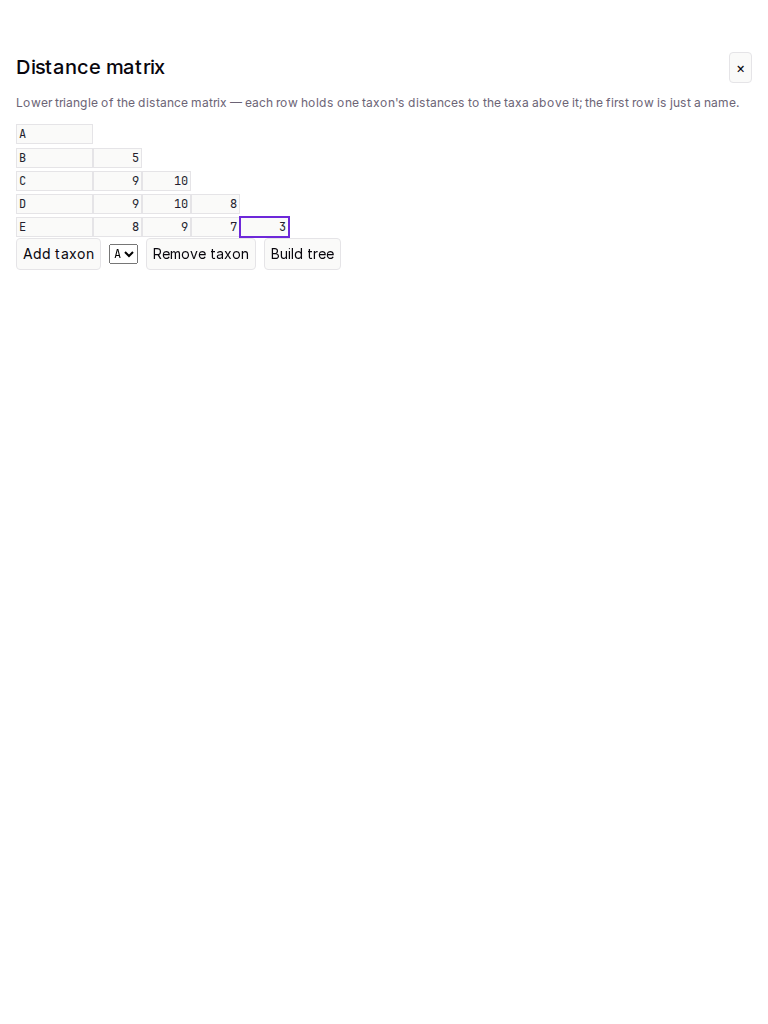 Distance matrix ×
Lower triangle of the distance matrix — each row holds one taxon's distances to the taxa above it; the first row is just a name.
A
B 5
C 9 10
D 9 10 8
E 8 9 7 3
Add taxon A Remove taxon Build tree